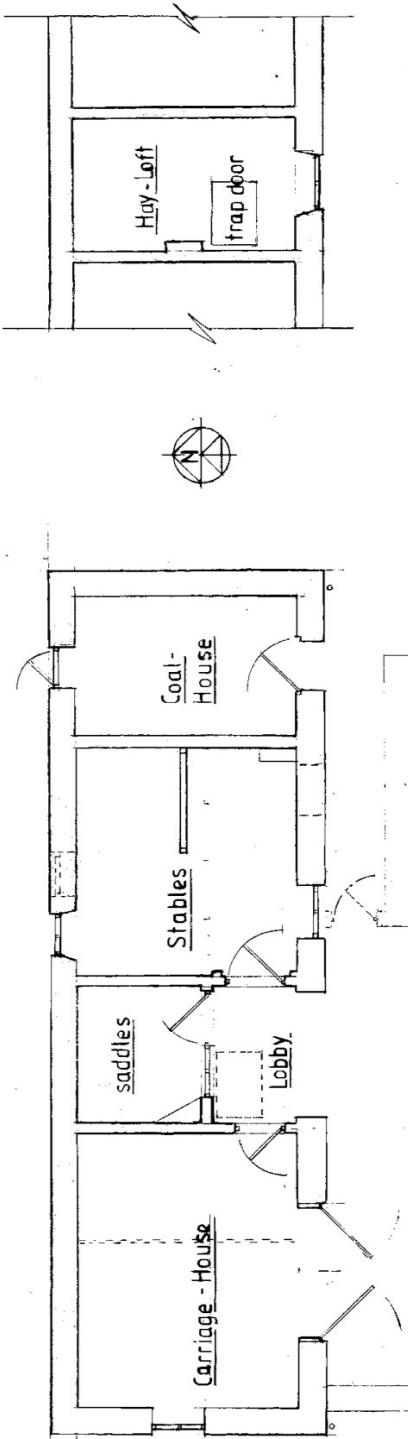 Hay-Loft
trap door
N
Coal-
House
Stables
saddles
Lobby
Carriage - House